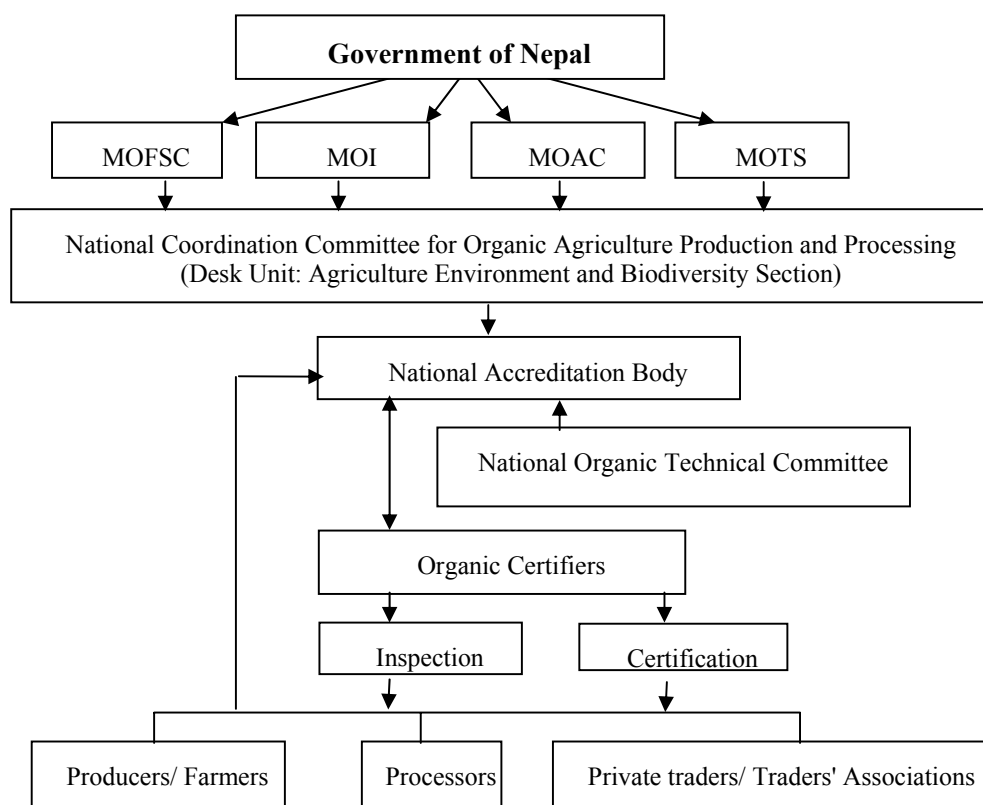 Government of Nepal
MOFSC
MOI
MOAC
MOTS
National Coordination Committee for Organic Agriculture Production and Processing
(Desk Unit: Agriculture Environment and Biodiversity Section)
National Accreditation Body
National Organic Technical Committee
Organic Certifiers
Inspection
Certification
Producers/ Farmers
Processors
Private traders/ Traders' Associations